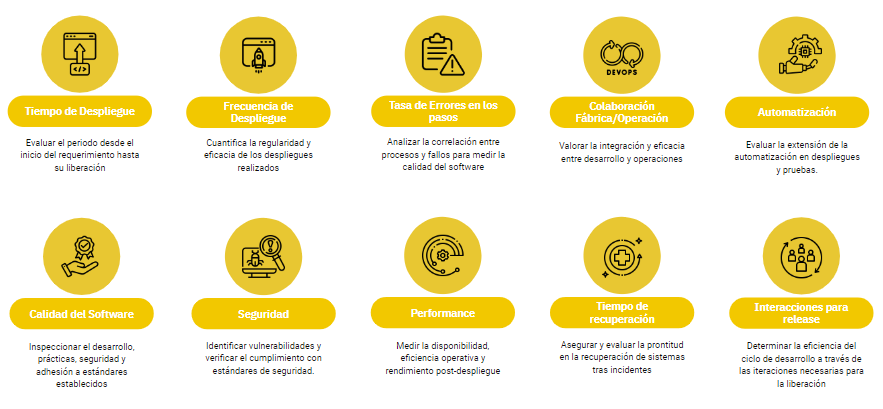 </>
DEVOPS
Tiempo de Despliegue
Evaluar el periodo desde el
inicio del requerimiento hasta
su liberación
Frecuencia de
Despliegue
Cuantifica la regularidad y
eficacia de los despliegues
realizados
Tasa de Errores en los
pasos
Analizar la correlación entre
procesos y fallos para medir la
calidad del software
Colaboración
Fábrica/Operación
Valorar la integración y eficacia
entre desarrollo y operaciones
Automatización
Evaluar la extensión de la
automatización en despliegues
y pruebas.
Calidad del Software
Inspeccionar el desarrollo,
prácticas, seguridad y
adhesión a estándares
establecidos
Seguridad
Identificar vulnerabilidades y
verificar el cumplimiento con
estándares de seguridad.
Performance
Medir la disponibilidad,
eficiencia operativa y
rendimiento post-despliegue
Tiempo de
recuperación
Asegurar y evaluar la prontitud
en la recuperación de sistemas
tras incidentes
Interacciones para
release
Determinar la eficiencia del
ciclo de desarrollo a través de
las iteraciones necesarias para
la liberación